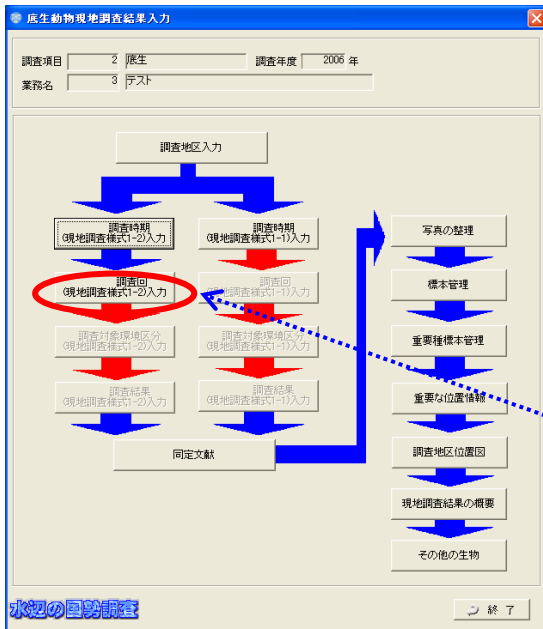 底生動物現地調査結果入力
調査項目 2 底生 調査年度 2006 年
業務名 3 テスト
調査地区入力
調査時期
(現地調査様式1-2)入力
調査時期
(現地調査様式1-1)入力
調査回
(現地調査様式1-2)入力
調査回
(現地調査様式1-1)入力
調査対象環境区分
(現地調査様式1-2)入力
調査対象環境区分
(現地調査様式1-1)入力
調査結果
(現地調査様式1-2)入力
調査結果
(現地調査様式1-1)入力
同定文献
写真の整理
標本管理
重要種標本管理
重要な位置情報
調査地区位置図
現地調査結果の概要
その他の生物
水辺の国勢調査
終 了